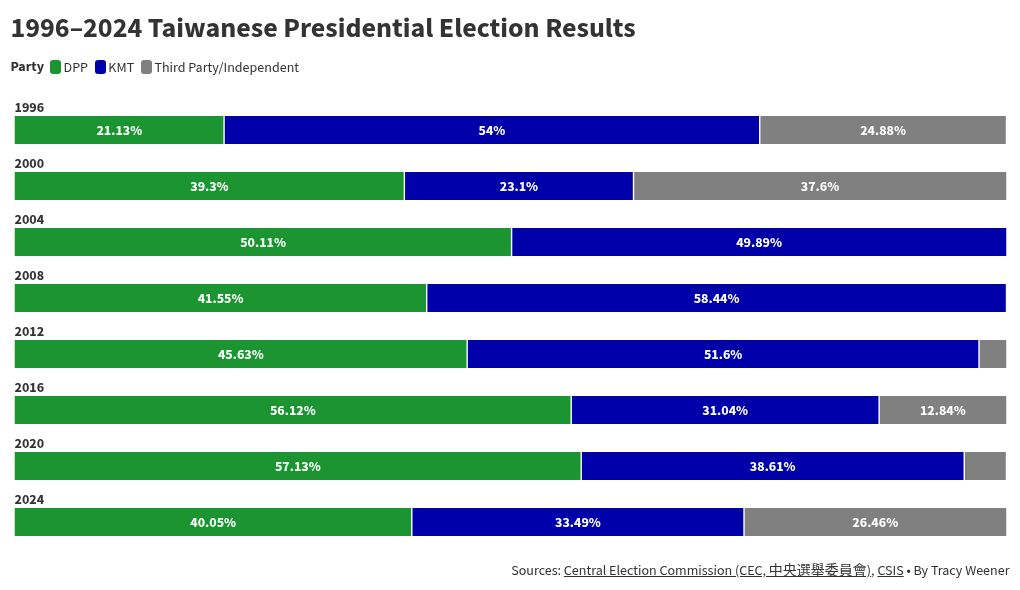 1996–2024 Taiwanese Presidential Election Results
Party DPP KMT Third Party/Independent
1996
21.13% 54% 24.88%
2000
39.3% 23.1% 37.6%
2004
50.11% 49.89%
2008
41.55% 58.44%
2012
45.63% 51.6%
2016
56.12% 31.04% 12.84%
2020
57.13% 38.61%
2024
40.05% 33.49% 26.46%
Sources: Central Election Commission (CEC, 中央選舉委員會), CSIS • By Tracy Weener